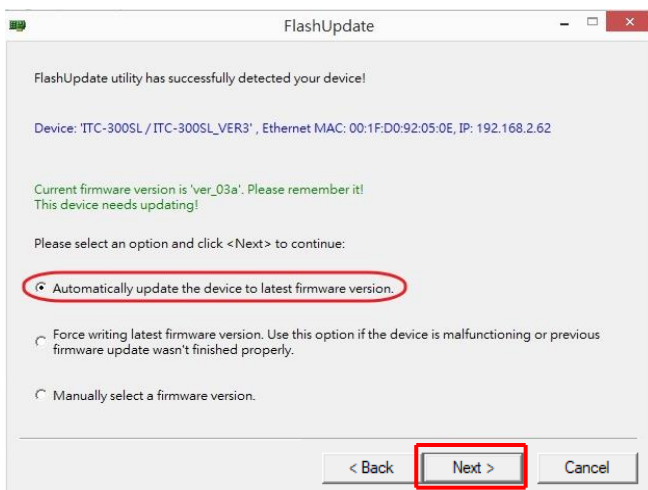 FlashUpdate
FlashUpdate utility has successfully detected your device!
Device: 'ITC-300SL / ITC-300SL_VER3' , Ethernet MAC: 00:1F:D0:92:05:0E, IP: 192.168.2.62
Current firmware version is 'ver_03a'. Please remember it!
This device needs updating!
Please select an option and click <Next> to continue:
Automatically update the device to latest firmware version.
Force writing latest firmware version. Use this option if the device is malfunctioning or previous
firmware update wasn't finished properly.
Manually select a firmware version.
< Back Next > Cancel